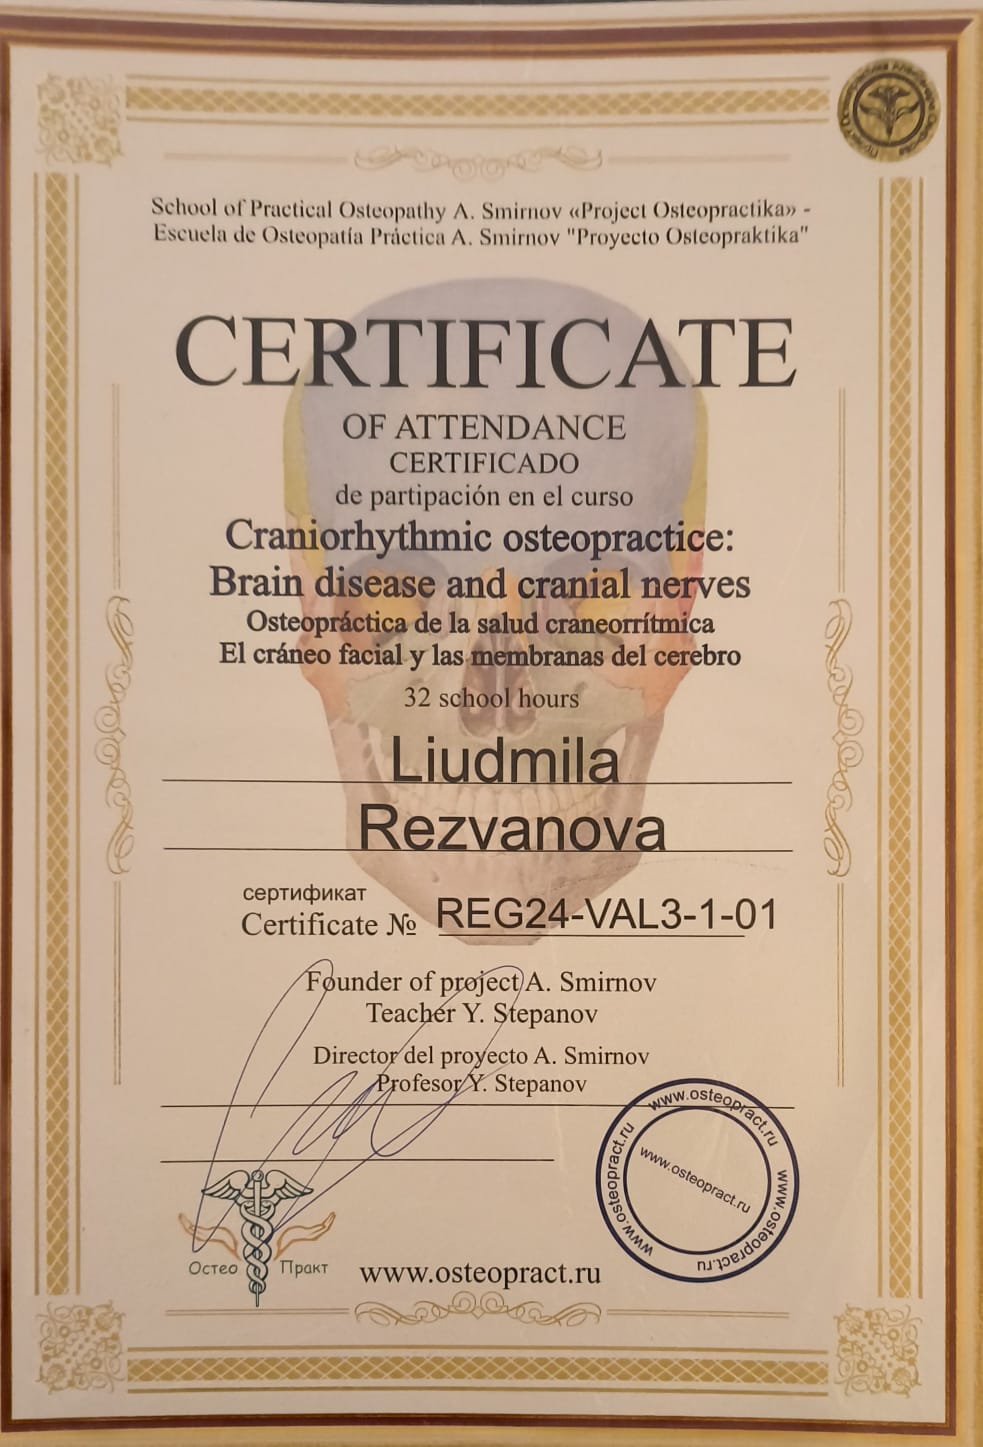 School of Practical Osteopathy A. Smirnov «Project Osteopractika» -
Escuela de Osteopatía Práctica A. Smirnov "Proyecto Osteopraktika"
CERTIFICATE
OF ATTENDANCE
CERTIFICADO
de partipación en el curso
Craniorhythmic osteopractice:
Brain disease and cranial nerves
Osteopráctica de la salud craneorrítmica
El cráneo facial y las membranas del cerebro
32 school hours
Liudmila
Rezvanova
сертификат
Certificate № REG24-VAL3-1-01
Founder of project A. Smirnov
Teacher Y. Stepanov
Director del proyecto A. Smirnov
Profesor Y. Stepanov
www.osteopract.ru
www.osteopract.ru
www.osteopract.ru
www.osteopract.ru
Остео Практ
www.osteopract.ru